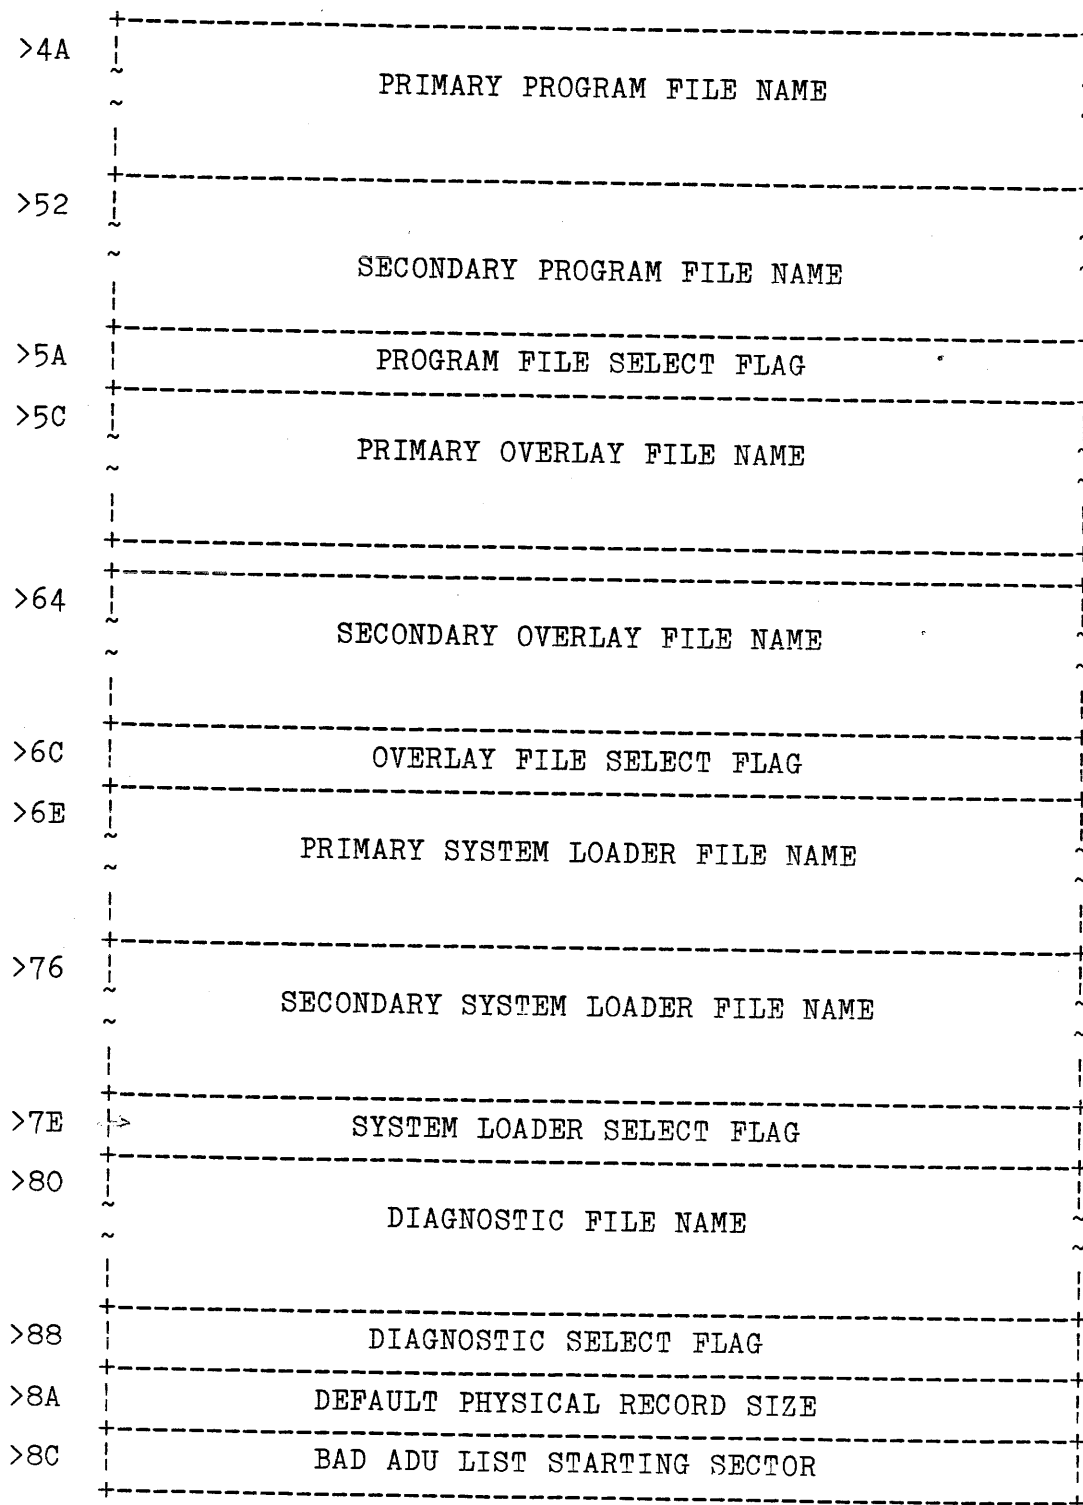 >4A PRIMARY PROGRAM FILE NAME
>52 SECONDARY PROGRAM FILE NAME
>5A PROGRAM FILE SELECT FLAG
>5C PRIMARY OVERLAY FILE NAME
>64 SECONDARY OVERLAY FILE NAME
>6C OVERLAY FILE SELECT FLAG
>6E PRIMARY SYSTEM LOADER FILE NAME
>76 SECONDARY SYSTEM LOADER FILE NAME
>7E SYSTEM LOADER SELECT FLAG
>80 DIAGNOSTIC FILE NAME
>88 DIAGNOSTIC SELECT FLAG
>8A DEFAULT PHYSICAL RECORD SIZE
>8C BAD ADU LIST STARTING SECTOR